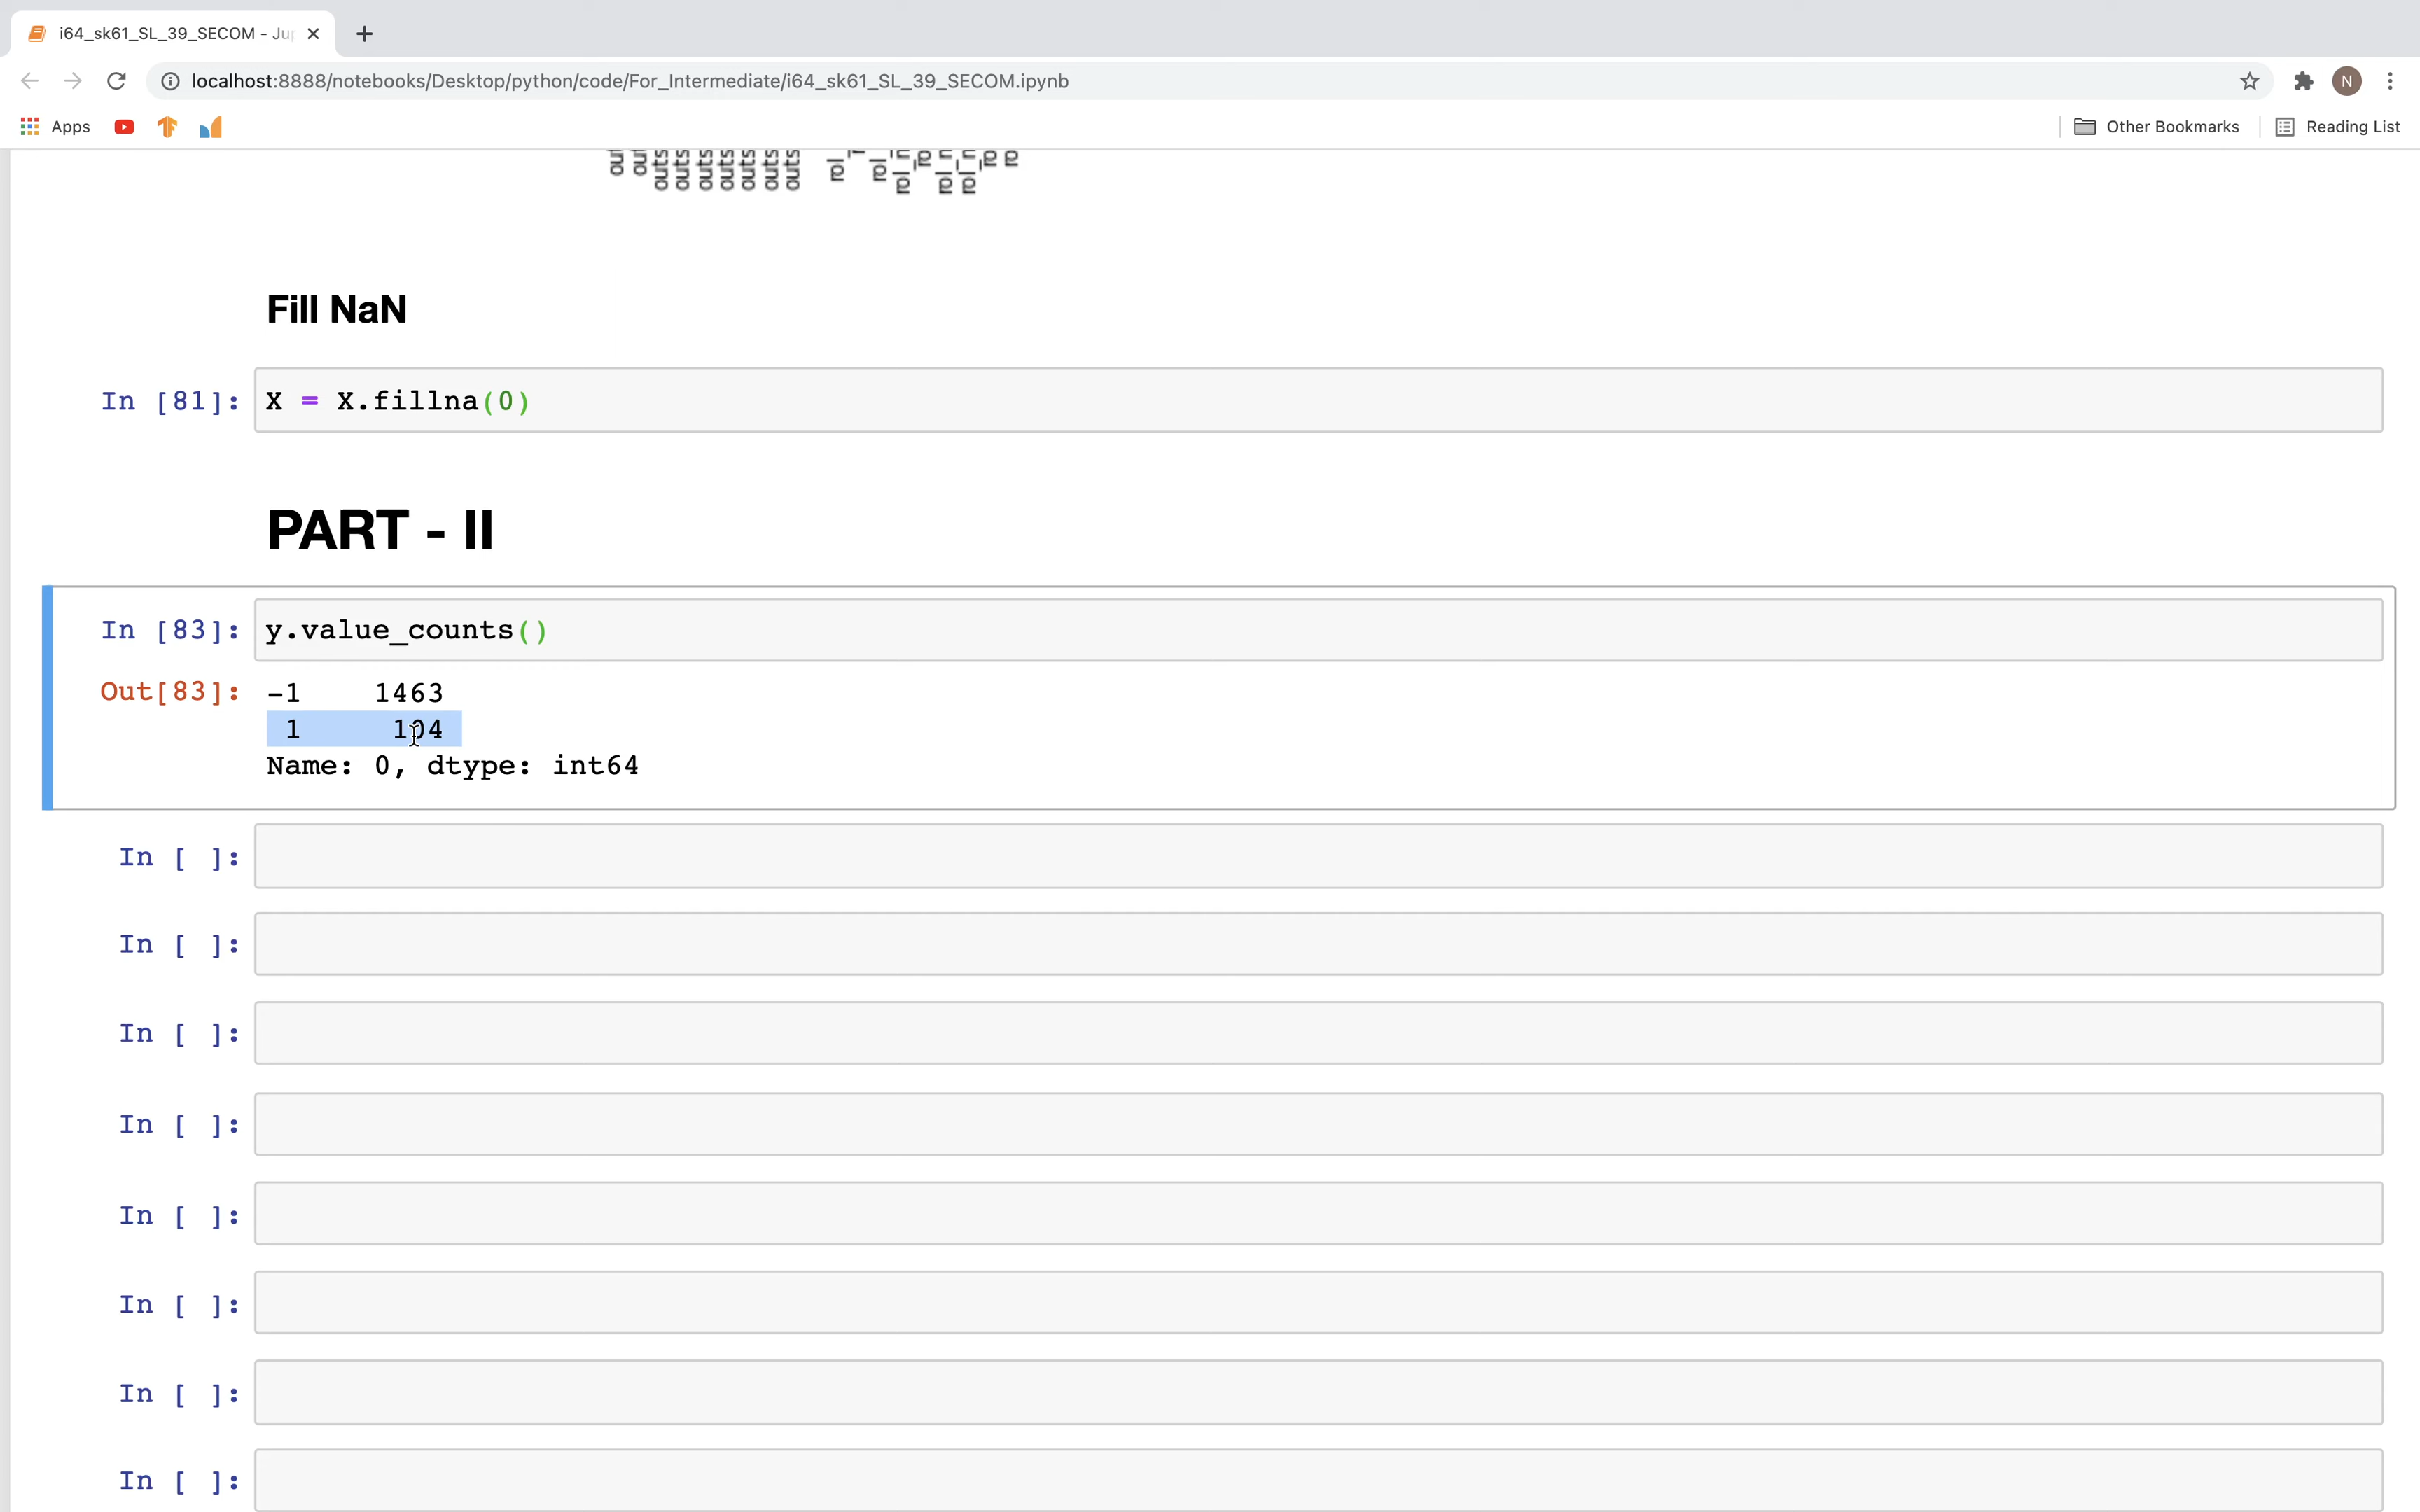 i64_sk61_SL_39_SECOM - Ju
localhost:8888/notebooks/Desktop/python/code/For_Intermediate/i64_sk61_SL_39_SECOM.ipynb
N
Apps
Other Bookmarks
Reading List
Fill NaN
In [81]: X = X.fillna(0)
PART - II
In [83]: y.value_counts()
Out[83]: -1 1463
1 104
Name: 0, dtype: int64
In [ ]:
In [ ]:
In [ ]:
In [ ]:
In [ ]:
In [ ]:
In [ ]:
In [ ]: